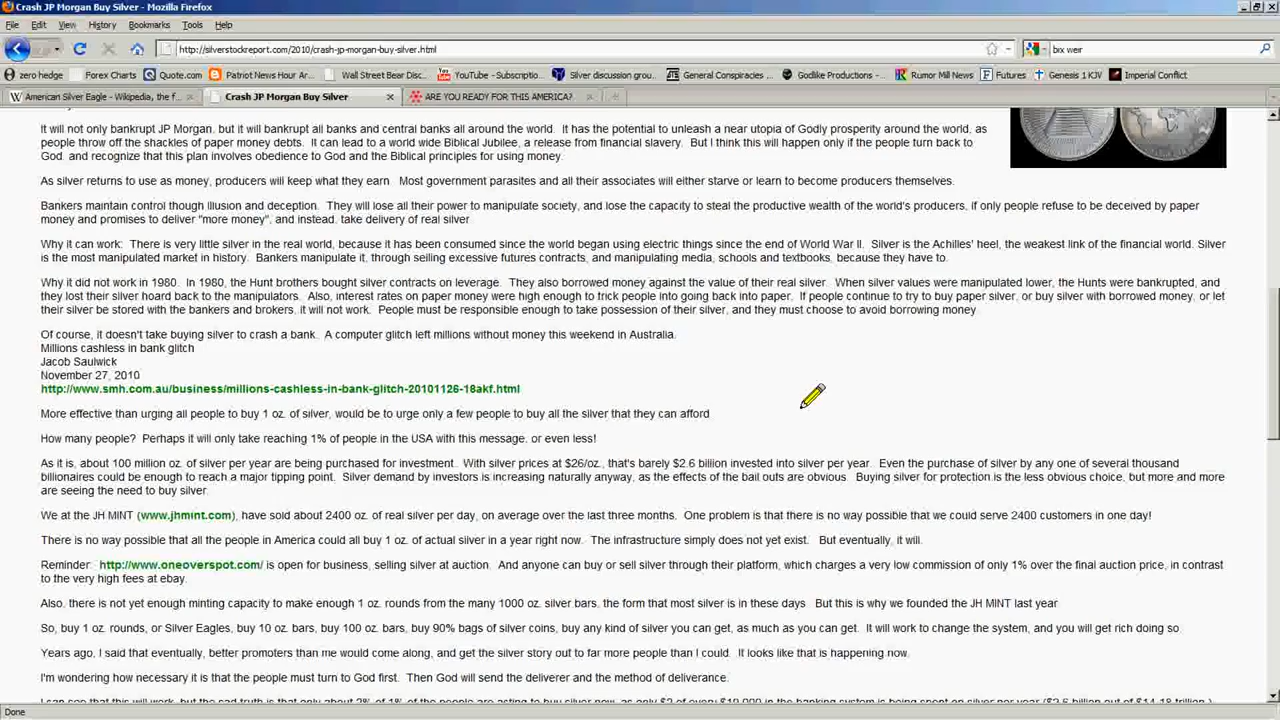 Crash JP Morgan Buy Silver - Mozilla Firefox
File Edit View History Bookmarks Tools Help
http://silverstockreport.com/2010/crash-jp-morgan-buy-silver.html
bix weir
zero hedge Forex Charts Quote.com Patriot News Hour Ar... Wall Street Bear Disc... YouTube - Subscriptio... Silver discussion grou... General Conspiracies ... Godlike Productions - ... Rumor Mill News Futures Genesis 1 KJV Imperial Conflict
American Silver Eagle - Wikipedia, the f... Crash JP Morgan Buy Silver ARE YOU READY FOR THIS AMERICA?
It will not only bankrupt JP Morgan, but it will bankrupt all banks and central banks all around the world. It has the potential to unleash a near utopia of Godly prosperity around the world, as
people throw off the shackles of paper money debts. It can lead to a world wide Biblical Jubilee, a release from financial slavery. But I think this will happen only if the people turn back to
God, and recognize that this plan involves obedience to God and the Biblical principles for using money.
As silver returns to use as money, producers will keep what they earn. Most government parasites and all their associates will either starve or learn to become producers themselves.
Bankers maintain control though illusion and deception. They will lose all their power to manipulate society, and lose the capacity to steal the productive wealth of the world's producers, if only people refuse to be deceived by paper
money and promises to deliver "more money", and instead, take delivery of real silver.
Why it can work: There is very little silver in the real world, because it has been consumed since the world began using electric things since the end of World War II. Silver is the Achilles' heel, the weakest link of the financial world. Silver
is the most manipulated market in history. Bankers manipulate it, through selling excessive futures contracts, and manipulating media, schools and textbooks, because they have to.
Why it did not work in 1980. In 1980, the Hunt brothers bought silver contracts on leverage. They also borrowed money against the value of their real silver. When silver values were manipulated lower, the Hunts were bankrupted, and
they lost their silver hoard back to the manipulators. Also, interest rates on paper money were high enough to trick people into going back into paper. If people continue to try to buy paper silver, or buy silver with borrowed money, or let
their silver be stored with the bankers and brokers, it will not work. People must be responsible enough to take possession of their silver, and they must choose to avoid borrowing money.
Of course, it doesn't take buying silver to crash a bank. A computer glitch left millions without money this weekend in Australia.
Millions cashless in bank glitch
Jacob Saulwick
November 27, 2010
http://www.smh.com.au/business/millions-cashless-in-bank-glitch-20101126-18akf.html
More effective than urging all people to buy 1 oz. of silver, would be to urge only a few people to buy all the silver that they can afford.
How many people? Perhaps it will only take reaching 1% of people in the USA with this message, or even less!
As it is, about 100 million oz. of silver per year are being purchased for investment. With silver prices at $26/oz., that's barely $2.6 billion invested into silver per year. Even the purchase of silver by any one of several thousand
billionaires could be enough to reach a major tipping point. Silver demand by investors is increasing naturally anyway, as the effects of the bail outs are obvious. Buying silver for protection is the less obvious choice, but more and more
are seeing the need to buy silver.
We at the JH MINT (www.jhmint.com), have sold about 2400 oz. of real silver per day, on average over the last three months. One problem is that there is no way possible that we could serve 2400 customers in one day!
There is no way possible that all the people in America could all buy 1 oz. of actual silver in a year right now. The infrastructure simply does not yet exist. But eventually, it will.
Reminder: http://www.oneoverspot.com/ is open for business, selling silver at auction. And anyone can buy or sell silver through their platform, which charges a very low commission of only 1% over the final auction price, in contrast
to the very high fees at ebay.
Also, there is not yet enough minting capacity to make enough 1 oz. rounds from the many 1000 oz. silver bars, the form that most silver is in these days. But this is why we founded the JH MINT last year.
So, buy 1 oz. rounds, or Silver Eagles, buy 10 oz. bars, buy 100 oz. bars, buy 90% bags of silver coins, buy any kind of silver you can get, as much as you can get. It will work to change the system, and you will get rich doing so.
Years ago, I said that eventually, better promoters than me would come along, and get the silver story out to far more people than I could. It looks like that is happening now.
I'm wondering how necessary it is that the people must turn to God first. Then God will send the deliverer and the method of deliverance.
Done